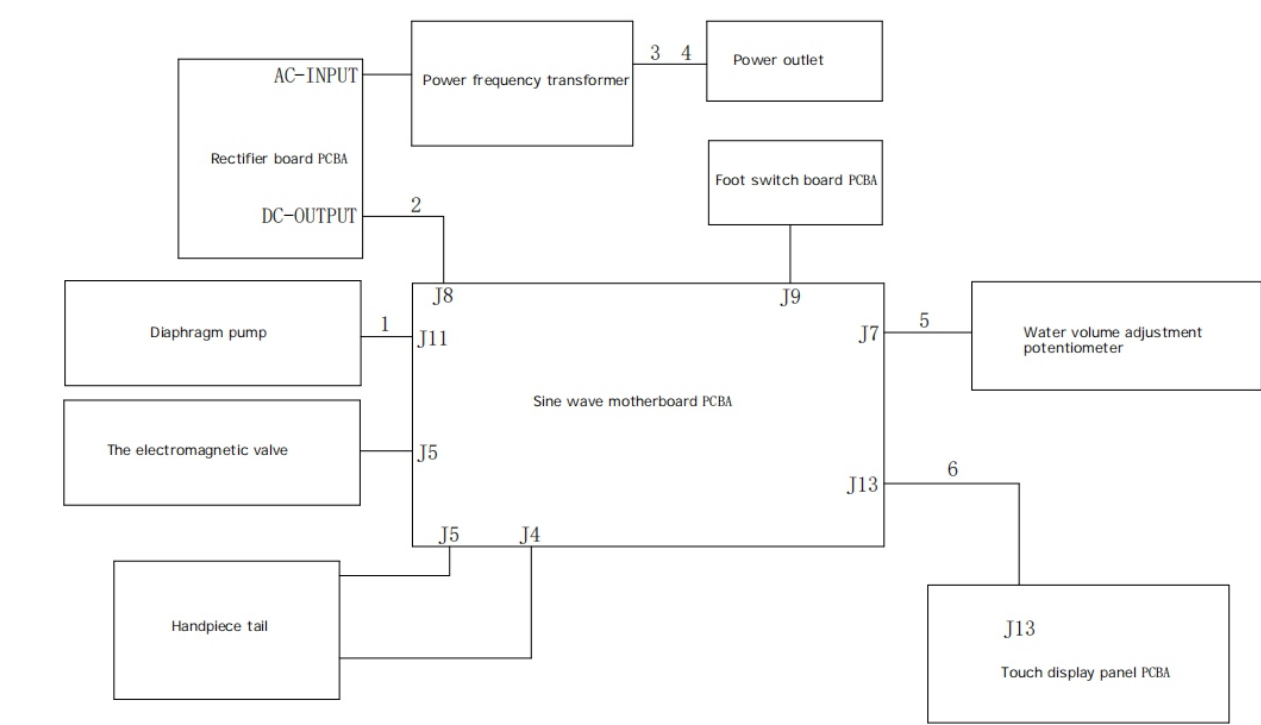 AC-INPUT
Power frequency transformer
3 4
Power outlet
Rectifier board PCBA
DC-OUTPUT
2
Foot switch board PCBA
J8
J9
Diaphragm pump
1
J11
J7
5
Water volume adjustment
potentiometer
Sine wave motherboard PCBA
The electromagnetic valve
J5
J13
6
J5
J4
Handpiece tail
J13
Touch display panel PCBA